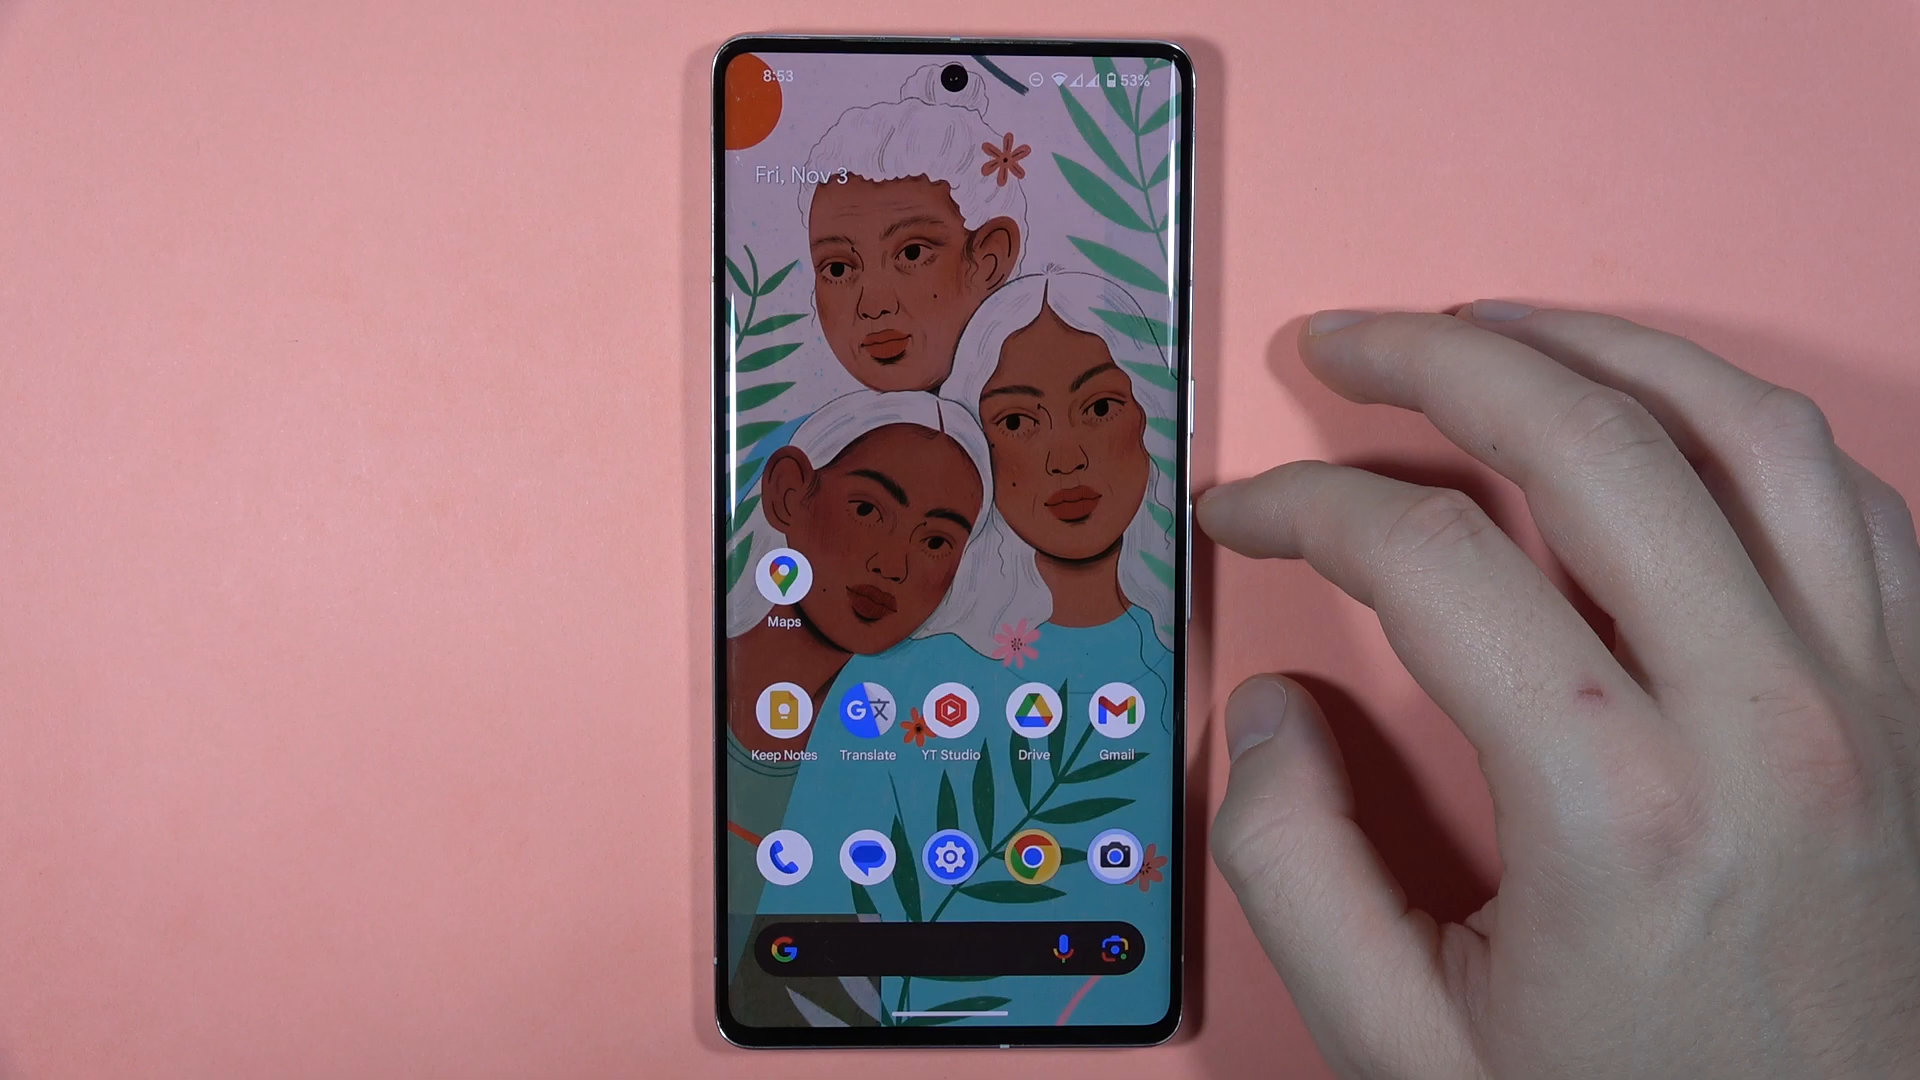 8:53
53%
Fri, Nov 3
Maps
Keep Notes
Translate
YT Studio
Drive
Gmail